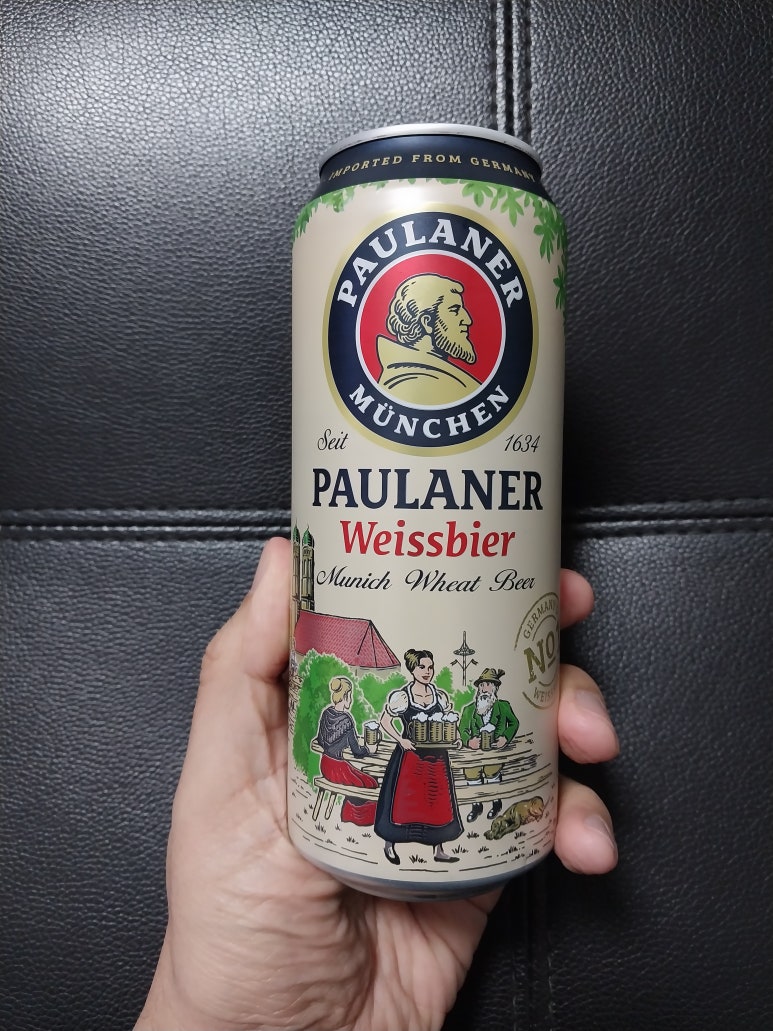 IMPORTED FROM GERMANY
PAULANER
MÜNCHEN
Seit 1634
PAULANER
Weissbier
Munich Wheat Beer
GERMANY
No